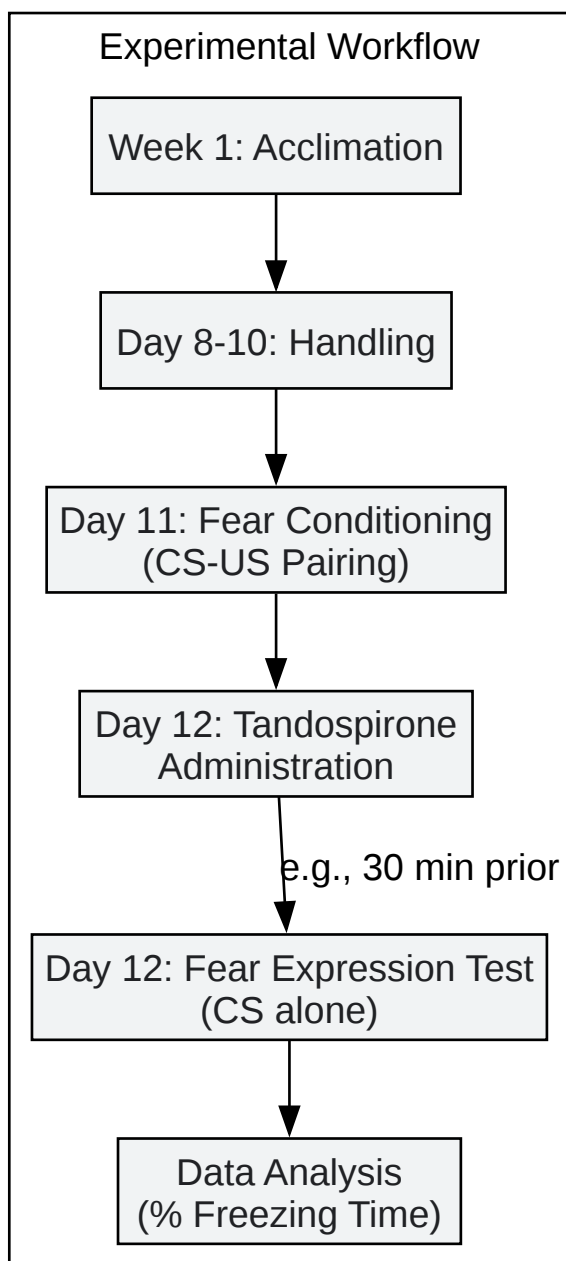 Experimental Workflow
Week 1: Acclimation
Day 8-10: Handling
Day 11: Fear Conditioning
(CS-US Pairing)
Day 12: Tandospirone
Administration
e.g., 30 min prior
Day 12: Fear Expression Test
(CS alone)
Data Analysis
(% Freezing Time)